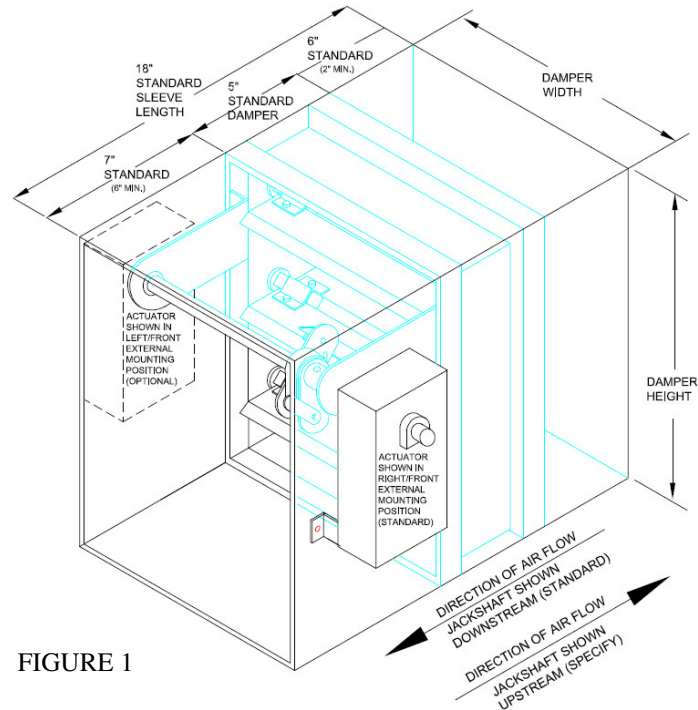 18"
STANDARD
SLEEVE
LENGTH
6"
STANDARD
(2" MIN.)
5"
STANDARD
DAMPER
7"
STANDARD
(6" MIN.)
DAMPER
WIDTH
ACTUATOR
SHOWN IN
LEFT/FRONT
EXTERNAL
MOUNTING
POSITION
(OPTIONAL)
DAMPER
HEIGHT
ACTUATOR
SHOWN IN
RIGHT/FRONT
EXTERNAL
MOUNTING
POSITION
(STANDARD)
DIRECTION OF AIR FLOW
JACKSHAFT SHOWN
DOWNSTREAM (STANDARD)
DIRECTION OF AIR FLOW
JACKSHAFT SHOWN
UPSTREAM (SPECIFY)
FIGURE 1